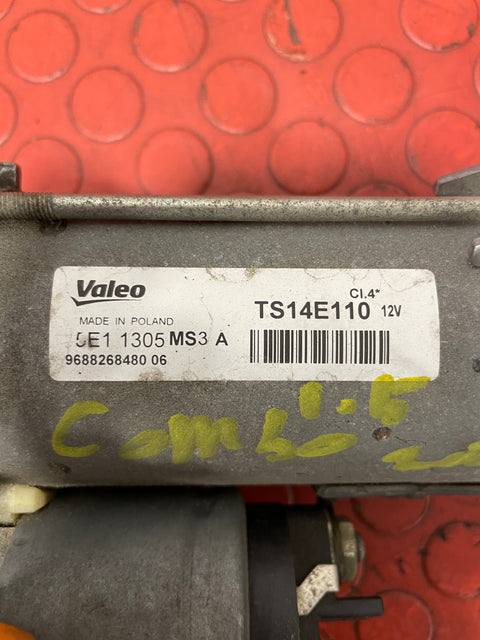 Valeo
Cl.4*
TS14E110 12V
MADE IN POLAND
5E1 1305 MS3 A
9688268480 06
1.5
Combo